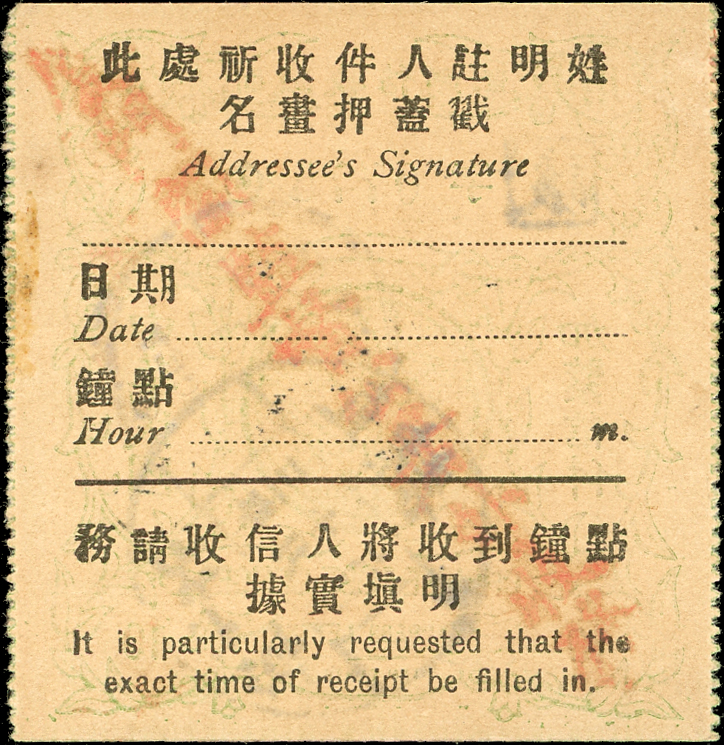 此處祈收件人註明姓
名畫押蓋戳
Addressee's Signature
日期
Date
鐘點
Hour m.
務請收信人將收到鐘點
據實填明
It is particularly requested that the
exact time of receipt be filled in.